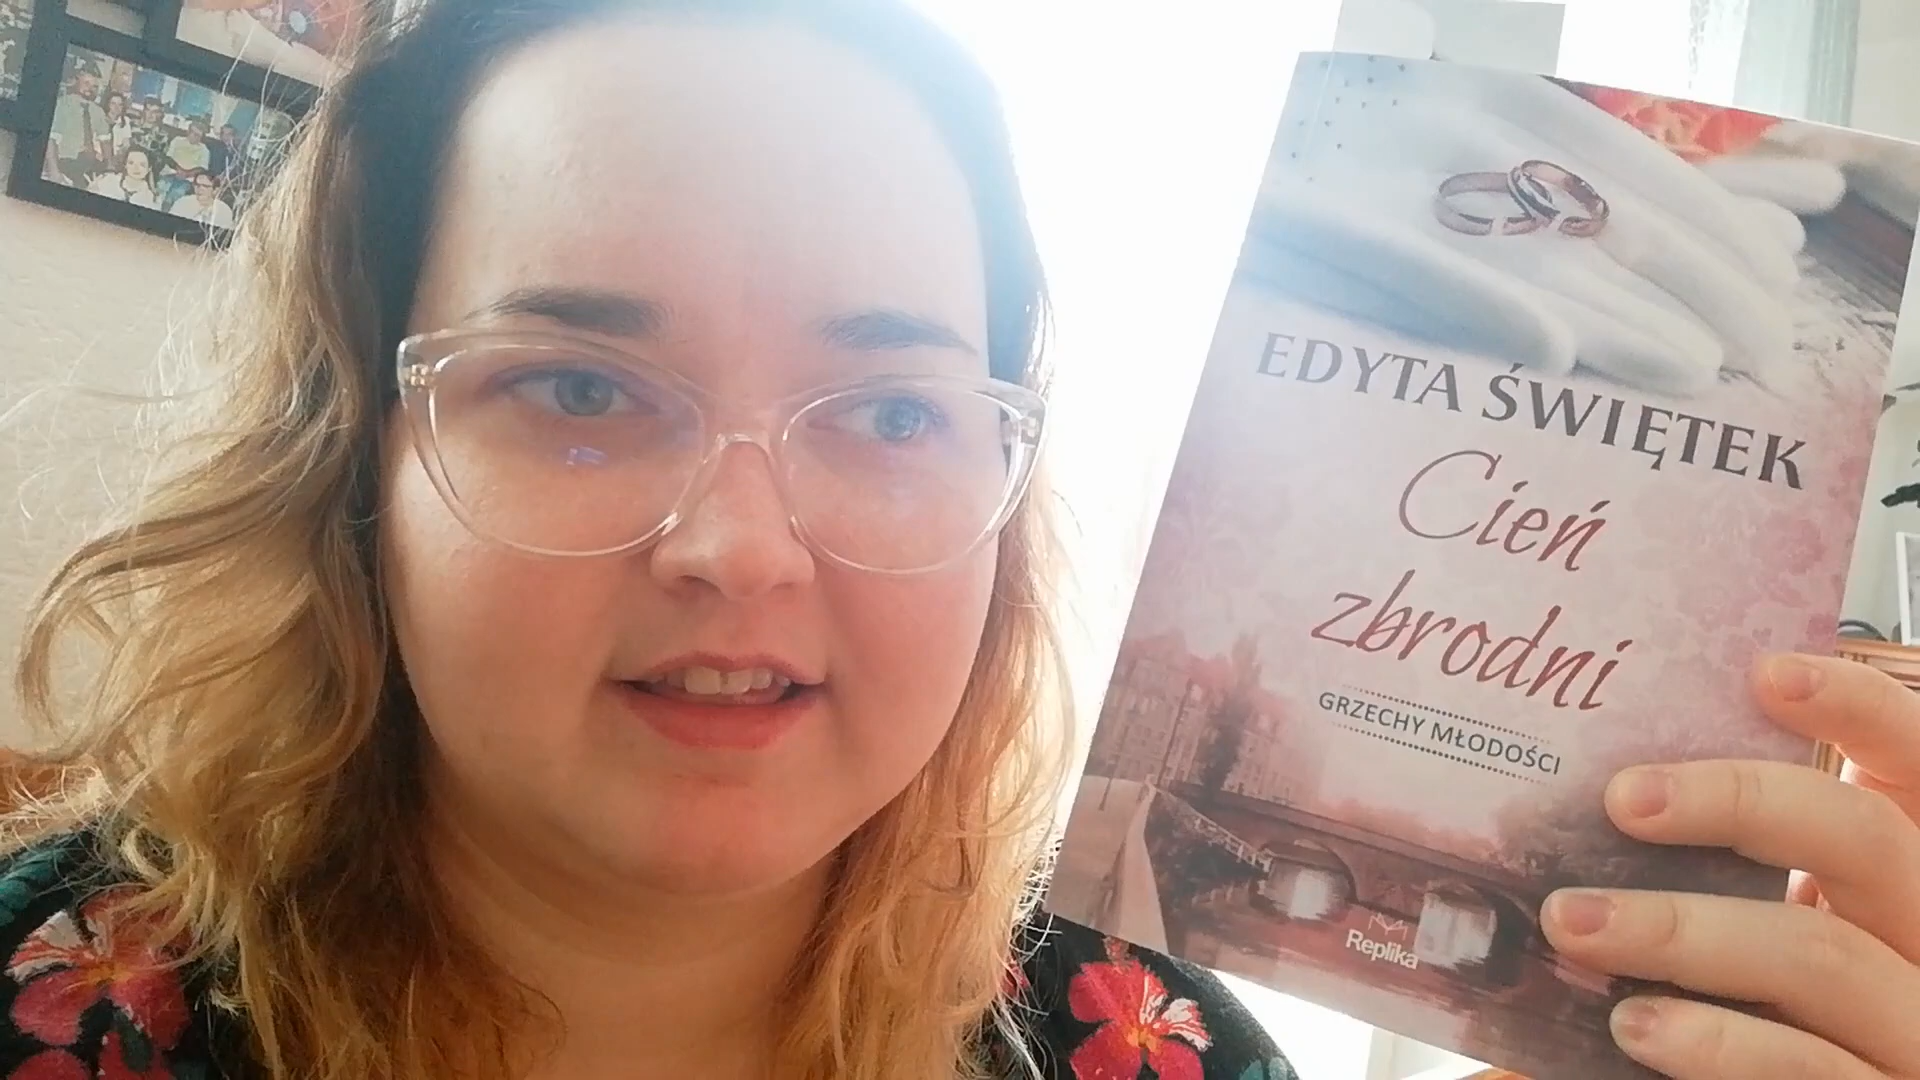 EDYTA ŚWIĘTEK
Cień
zbrodni
GRZECHY MŁODOŚCI
Replika